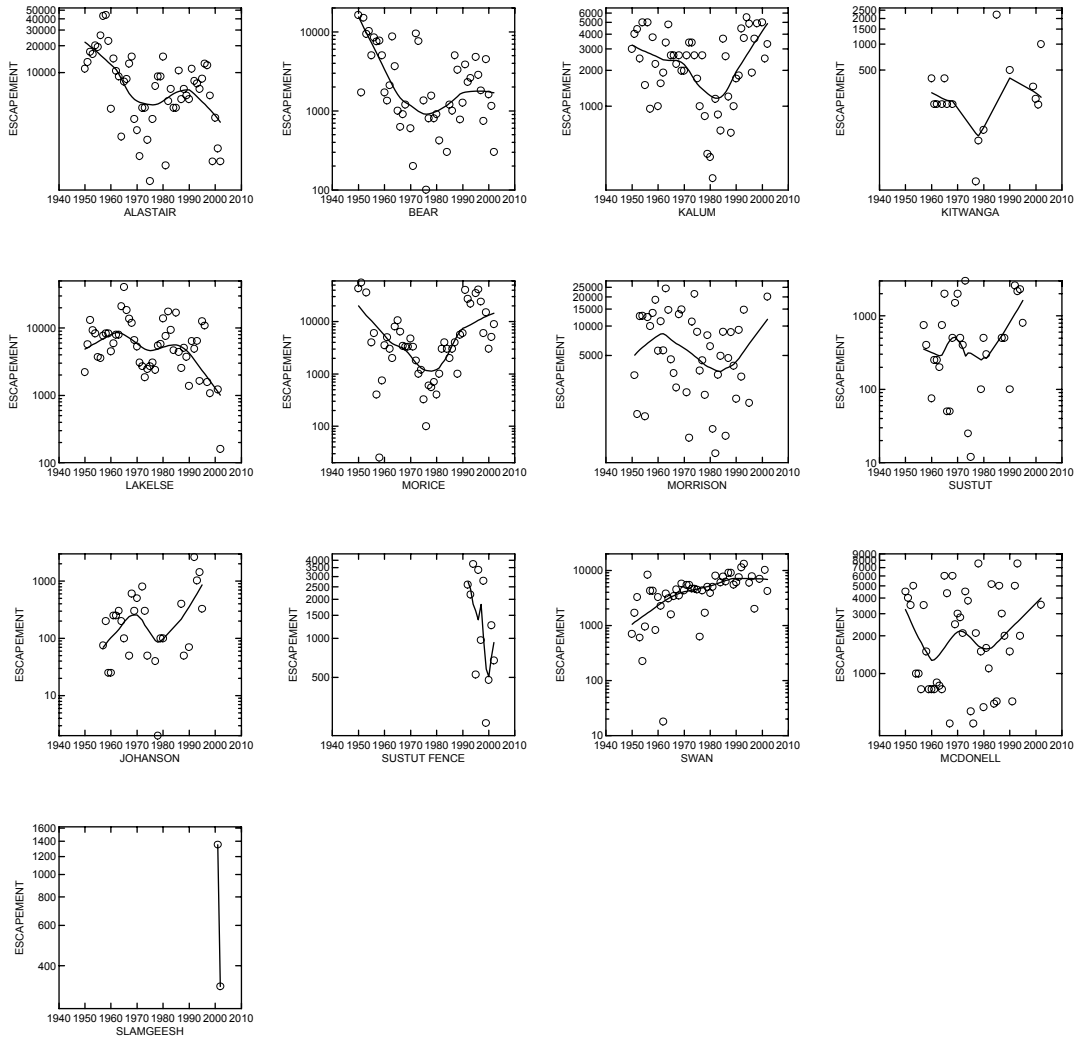 ESCAPEMENT
50000
40000
30000
20000
10000
1940 1950 1960 1970 1980 1990 2000 2010
ALASTAIR
ESCAPEMENT
10000
1000
100
1940 1950 1960 1970 1980 1990 2000 2010
BEAR
ESCAPEMENT
6000
5000
4000
3000
2000
1000
1940 1950 1960 1970 1980 1990 2000 2010
KALUM
ESCAPEMENT
2500
2000
1500
1000
500
1940 1950 1960 1970 1980 1990 2000 2010
KITWANGA
ESCAPEMENT
10000
1000
100
1940 1950 1960 1970 1980 1990 2000 2010
LAKELSE
ESCAPEMENT
10000
1000
100
1940 1950 1960 1970 1980 1990 2000 2010
MORICE
ESCAPEMENT
25000
20000
15000
10000
5000
1940 1950 1960 1970 1980 1990 2000 2010
MORRISON
ESCAPEMENT
1000
100
10
1940 1950 1960 1970 1980 1990 2000 2010
SUSTUT
ESCAPEMENT
1000
100
10
1940 1950 1960 1970 1980 1990 2000 2010
JOHANSON
ESCAPEMENT
4000
3500
3000
2500
2000
1500
1000
500
1940 1950 1960 1970 1980 1990 2000 2010
SUSTUT FENCE
ESCAPEMENT
10000
1000
100
10
1940 1950 1960 1970 1980 1990 2000 2010
SWAN
ESCAPEMENT
9000
8000
7000
6000
5000
4000
3000
2000
1000
1940 1950 1960 1970 1980 1990 2000 2010
MCDONELL
ESCAPEMENT
1600
1400
1200
1000
800
600
400
1940 1950 1960 1970 1980 1990 2000 2010
SLAMGEESH